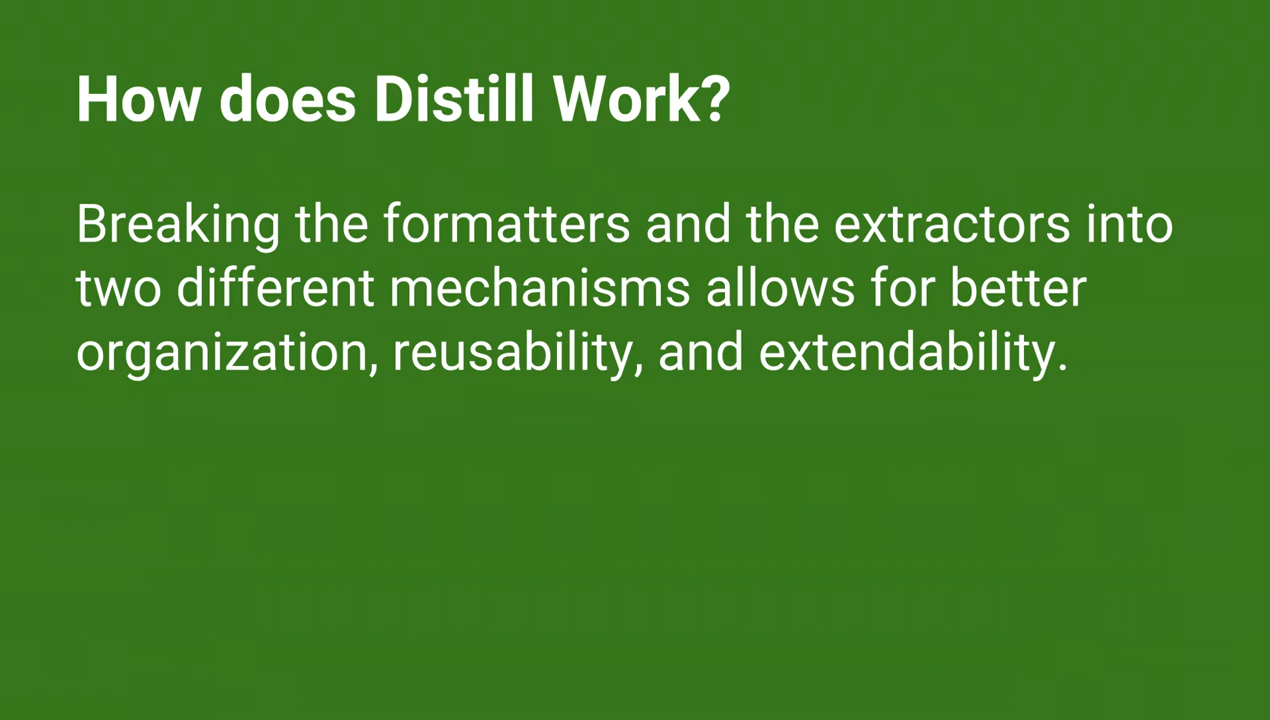 How does Distill Work?
Breaking the formatters and the extractors into
two different mechanisms allows for better
organization, reusability, and extendability.